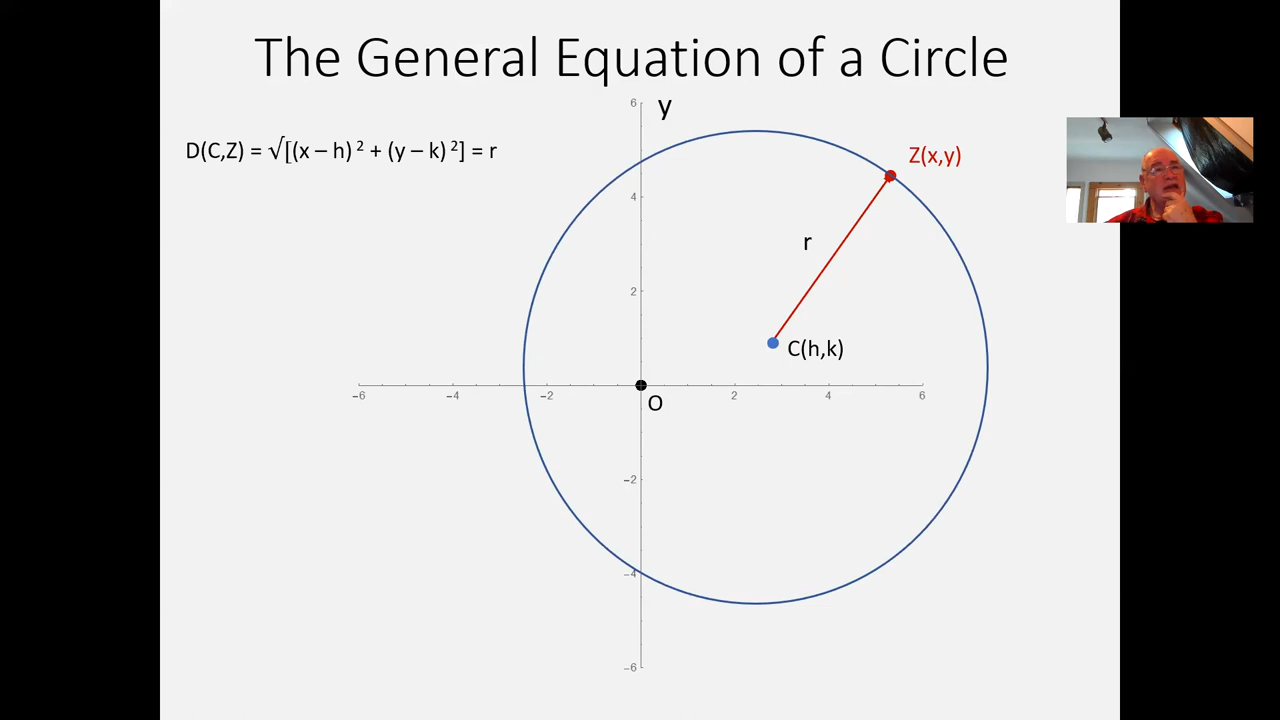 The General Equation of a Circle
6
y
D(C,Z) = √[(x – h) ² + (y – k) ²] = r
Z(x,y)
4
r
2
C(h,k)
−6 −4 −2 2 4 6
O
−2
−4
−6